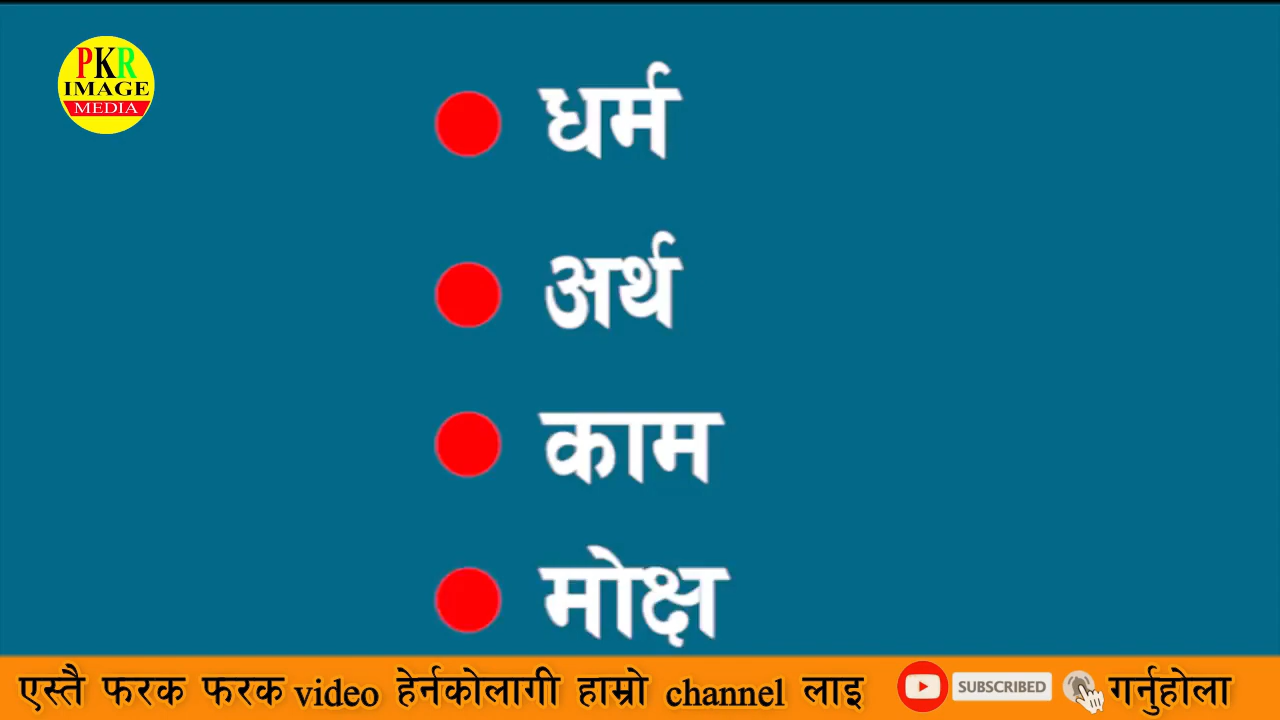 PKR
IMAGE
MEDIA
धर्म
अर्थ
काम
मोक्ष
एस्तै फरक फरक video हेर्नकोलागी हाम्रो channel लाइ SUBSCRIBED गर्नुहोला